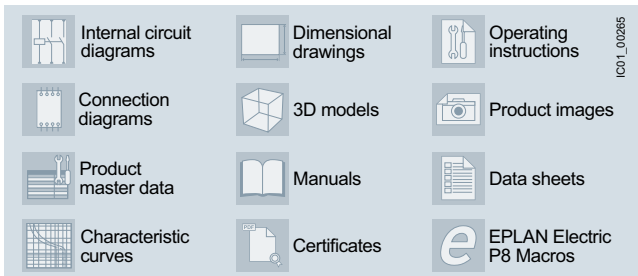 Internal circuit
diagrams
Dimensional
drawings
Operating
instructions
IC01_00265
Connection
diagrams
3D models
Product images
Product
master data
Manuals
Data sheets
Characteristic
curves
PDF
Certificates
e
EPLAN Electric
P8 Macros